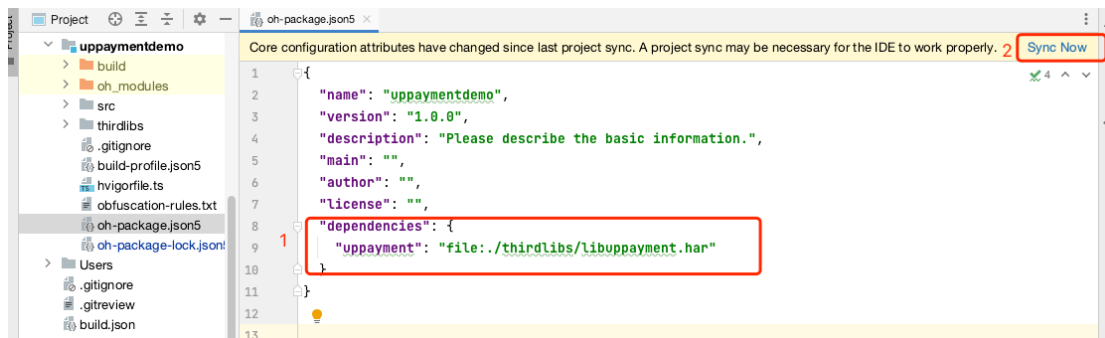 Project
oh-package.json5
Project
uppaymentdemo
build
oh_modules
src
thirdlibs
.gitignore
build-profile.json5
hvigorfile.ts
obfuscation-rules.txt
oh-package.json5
oh-package-lock.json5
Users
.gitignore
.gitreview
build.json
Core configuration attributes have changed since last project sync. A project sync may be necessary for the IDE to work properly. 2 Sync Now
4
1 {
2 "name": "uppaymentdemo",
3 "version": "1.0.0",
4 "description": "Please describe the basic information.",
5 "main": "",
6 "author": "",
7 "license": "",
8 "dependencies": {
1
9 "uppayment": "file:./thirdlibs/libuppayment.har"
10 }
11 }
12
13